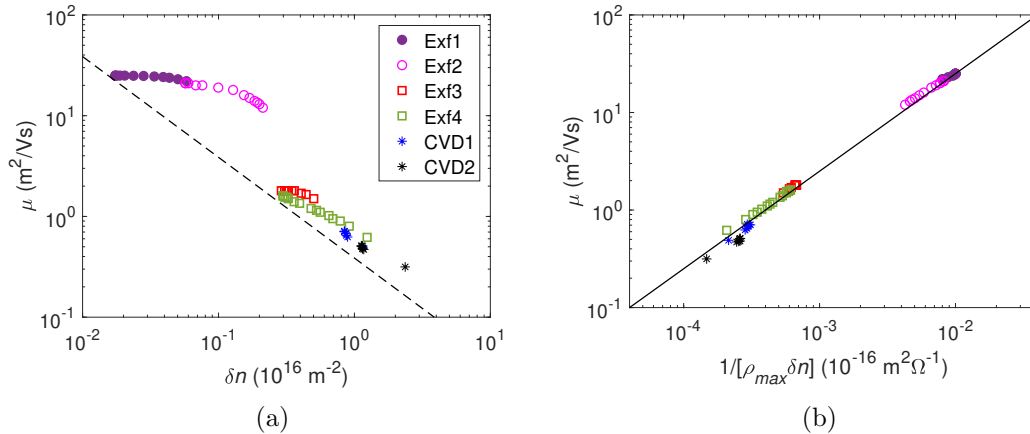 10^2
10^1
10^0
10^-1
μ (m^2/Vs)
10^-2
10^-1
10^0
10^1
δn (10^16 m^-2)
Exf1
Exf2
Exf3
Exf4
CVD1
CVD2
(a)
10^2
10^1
10^0
10^-1
μ (m^2/Vs)
10^-4
10^-3
10^-2
1/[ρ_max δn] (10^-16 m^2Ω^-1)
(b)